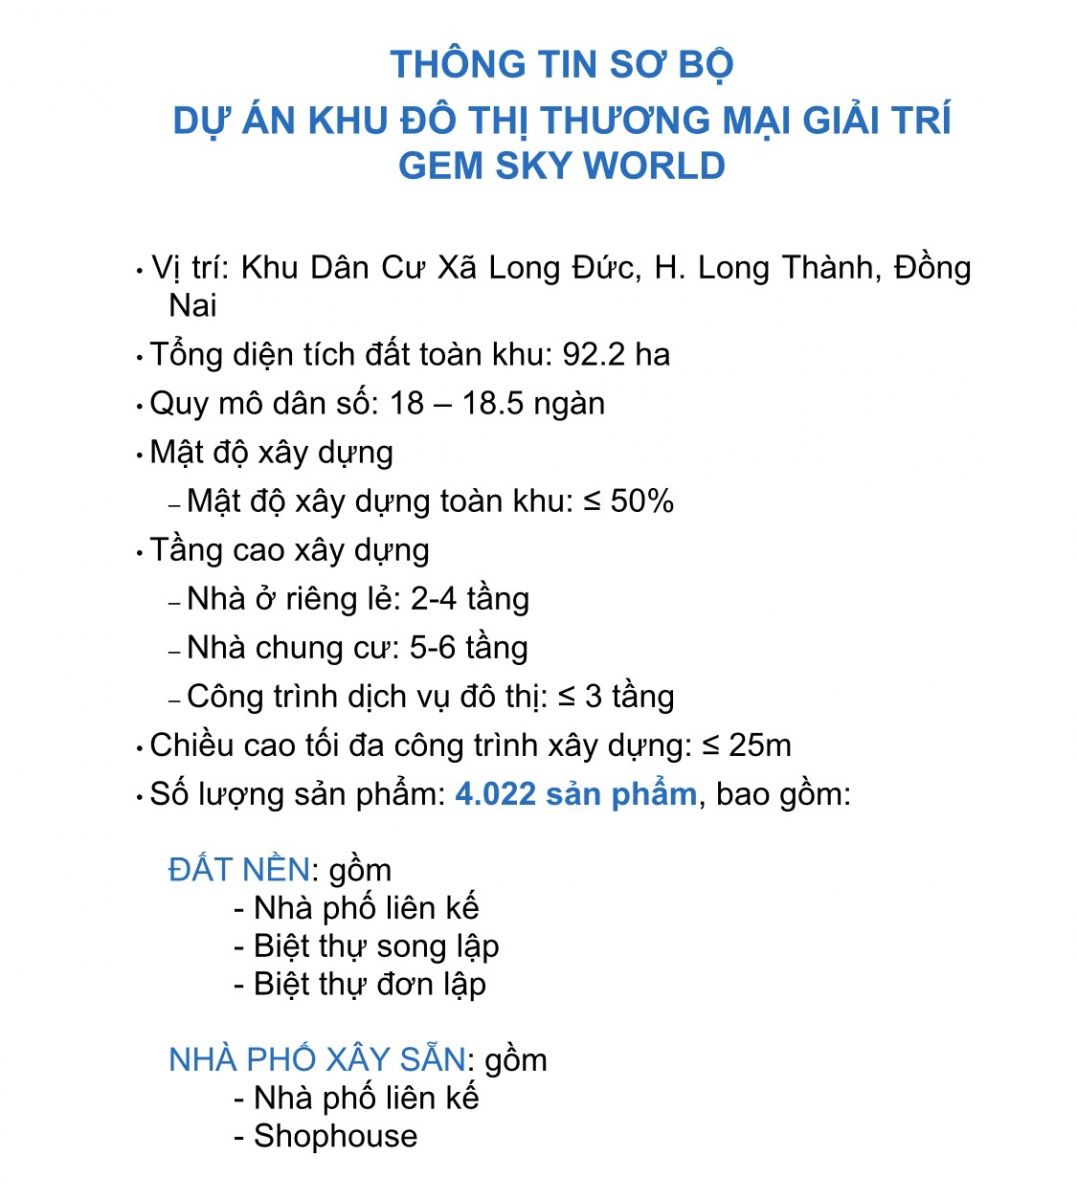 THÔNG TIN SƠ BỘ
DỰ ÁN KHU ĐÔ THỊ THƯƠNG MẠI GIẢI TRÍ
GEM SKY WORLD
• Vị trí: Khu Dân Cư Xã Long Đức, H. Long Thành, Đồng
Nai
• Tổng diện tích đất toàn khu: 92.2 ha
• Quy mô dân số: 18 – 18.5 ngàn
• Mật độ xây dựng
– Mật độ xây dựng toàn khu: ≤ 50%
• Tầng cao xây dựng
– Nhà ở riêng lẻ: 2-4 tầng
– Nhà chung cư: 5-6 tầng
– Công trình dịch vụ đô thị: ≤ 3 tầng
• Chiều cao tối đa công trình xây dựng: ≤ 25m
• Số lượng sản phẩm: 4.022 sản phẩm, bao gồm:
ĐẤT NỀN: gồm
- Nhà phố liên kế
- Biệt thự song lập
- Biệt thự đơn lập
NHÀ PHỐ XÂY SẴN: gồm
- Nhà phố liên kế
- Shophouse